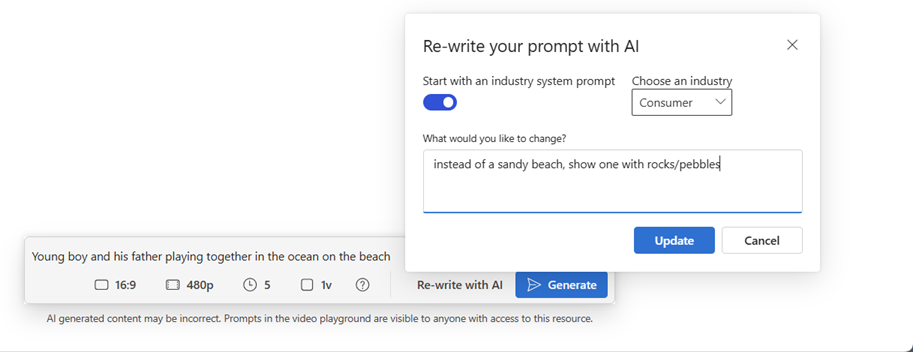 Re-write your prompt with AI
Start with an industry system prompt
Choose an industry
Consumer
What would you like to change?
instead of a sandy beach, show one with rocks/pebbles
Update
Cancel
Young boy and his father playing together in the ocean on the beach
16:9
480p
5
1v
Re-write with AI
Generate
AI generated content may be incorrect. Prompts in the video playground are visible to anyone with access to this resource.